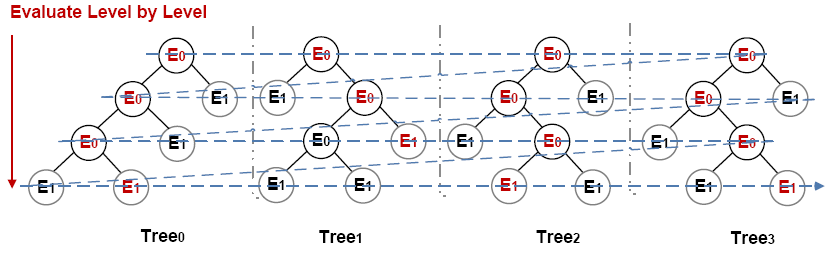 Evaluate Level by Level
E0 E0 E0 E0
E0 E1 E1 E0 E0 E1 E0 E1
E0 E1 E0 E1 E1 E0 E1 E0
E1 E1 E1 E1 E1 E1 E1 E1
Tree0 Tree1 Tree2 Tree3